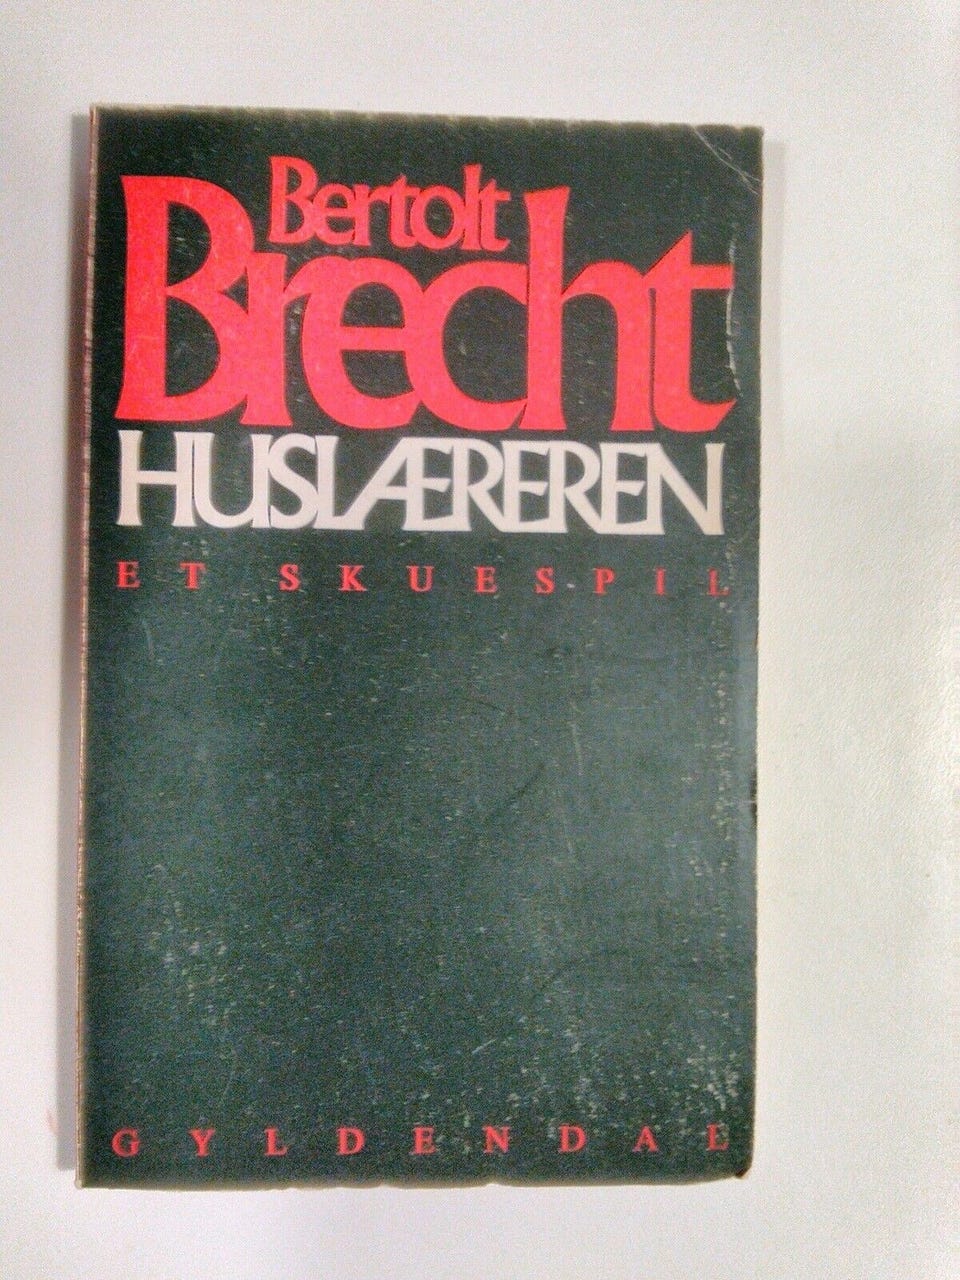 Bertolt
Brecht
HUSLÆREREN
ET SKUESPIL
GYLDENDAL